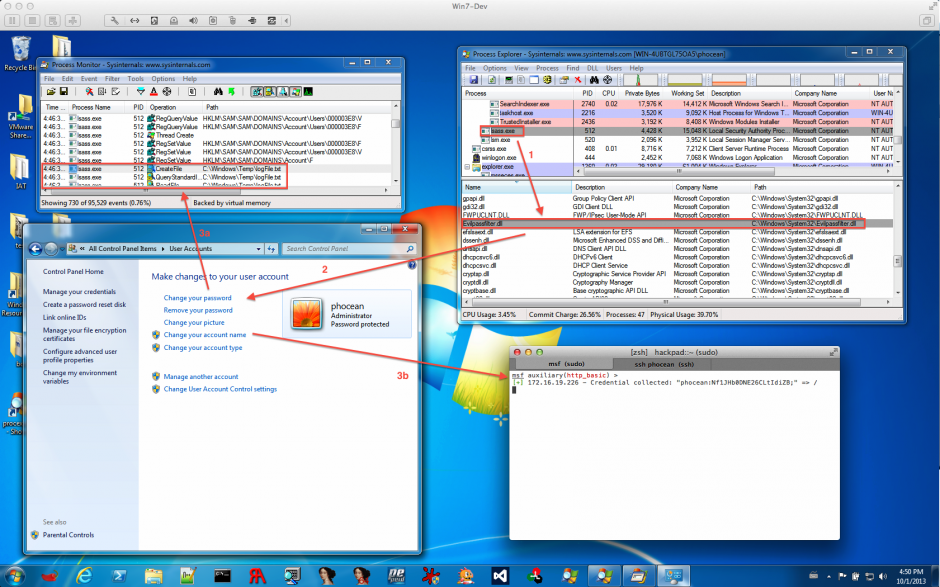 Win7-Dev
Recycle Bin
VMware
Share...
IAT
Process Monitor - Sysinternals: www.sysinternals.com
File Edit Event Filter Tools Options Help
Time ... Process Name PID Operation Path
4:46:3... lsass.exe 512 RegQueryValue HKLM\SAM\SAM\DOMAINS\Account\Users\000003E8\V
4:46:3... lsass.exe 512 RegQueryValue HKLM\SAM\SAM\DOMAINS\Account\Users\000003E8\V
4:46:3... lsass.exe 512 Thread Create
4:46:3... lsass.exe 512 RegSetValue HKLM\SAM\SAM\DOMAINS\Account\Users\000003E8\F
4:46:3... lsass.exe 512 RegSetValue HKLM\SAM\SAM\DOMAINS\Account\F
4:46:3... lsass.exe 512 CreateFile C:\Windows\Temp\logFile.txt
4:46:3... lsass.exe 512 QueryStandardI... C:\Windows\Temp\logFile.txt
4:46:3... lsass.exe 512 ReadFile C:\Windows\Temp\logFile.txt
Showing 730 of 95,529 events (0.76%) Backed by virtual memory
Process Explorer - Sysinternals: www.sysinternals.com [WIN-4UBTGL75OA5\phocean]
File Options View Process Find DLL Users Help
Process PID CPU Private Bytes Working Set Description Company Name User Na
SearchIndexer.exe 2740 0.02 17,976 K 14,412 K Microsoft Windows Search I... Microsoft Corporation NT AUT
taskhost.exe 2216 3,520 K 9,092 K Host Process for Windows T... Microsoft Corporation WIN-4U
TrustedInstaller.exe 2436 3,192 K 8,408 K Windows Modules Installer Microsoft Corporation NT AUT
lsass.exe 512 4,428 K 15,048 K Local Security Authority Proc... Microsoft Corporation NT AUT
lsm.exe 520 2,096 K 3,952 K Local Session Manager Serv... Microsoft Corporation NT AUT
csrss.exe 408 0.01 7,212 K Client Server Runtime Process Microsoft Corporation NT AUT
winlogon.exe 444 2,452 K 7,060 K Windows Logon Application Microsoft Corporation NT AUT
explorer.exe
1
Name Description Company Name Path
gpapi.dll Group Policy Client API Microsoft Corporation C:\Windows\System32\gpapi.dll
gdi32.dll GDI Client DLL Microsoft Corporation C:\Windows\System32\gdi32.dll
FWPUCLNT.DLL FWP/IPsec User-Mode API Microsoft Corporation C:\Windows\System32\FWPUCLNT.DLL
Evilpassfilter.dll C:\Windows\System32\Evilpassfilter.dll
efslsaext.dll LSA extension for EFS Microsoft Corporation C:\Windows\System32\efslsaext.dll
dssenh.dll Microsoft Enhanced DSS and Diffi... Microsoft Corporation C:\Windows\System32\dssenh.dll
dnsapi.dll DNS Client API DLL Microsoft Corporation C:\Windows\System32\dnsapi.dll
dhcpcsvc6.dll DHCPv6 Client Microsoft Corporation C:\Windows\System32\dhcpcsvc6.dll
dhcpcsvc.dll DHCP Client Service Microsoft Corporation C:\Windows\System32\dhcpcsvc.dll
cryptsp.dll Cryptographic Service Provider API Microsoft Corporation C:\Windows\System32\cryptsp.dll
cryptdll.dll Cryptography Manager Microsoft Corporation C:\Windows\System32\cryptdll.dll
cryptbase.dll Base cryptographic API DLL Microsoft Corporation C:\Windows\System32\cryptbase.dll
CPU Usage: 3.45% Commit Charge: 26.56% Processes: 47 Physical Usage: 39.70%
3a
All Control Panel Items User Accounts Search Control Panel
2
Control Panel Home
Manage your credentials
Create a password reset disk
Link online IDs
Manage your file encryption
certificates
Configure advanced user
profile properties
Change my environment
variables
See also
Parental Controls
Make changes to your user account
Change your password
Remove your password
Change your picture
Change your account name
Change your account type
Manage another account
Change User Account Control settings
phocean
Administrator
Password protected
3b
[zsh] hackpad::~ (sudo)
msf (sudo) ssh phocean (ssh)
msf auxiliary(http_basic) >
[+] 172.16.19.226 - Credential collected: "phocean:Nf1JHb0DNE26CLtIdiZB;" => /
4:50 PM
10/1/2013